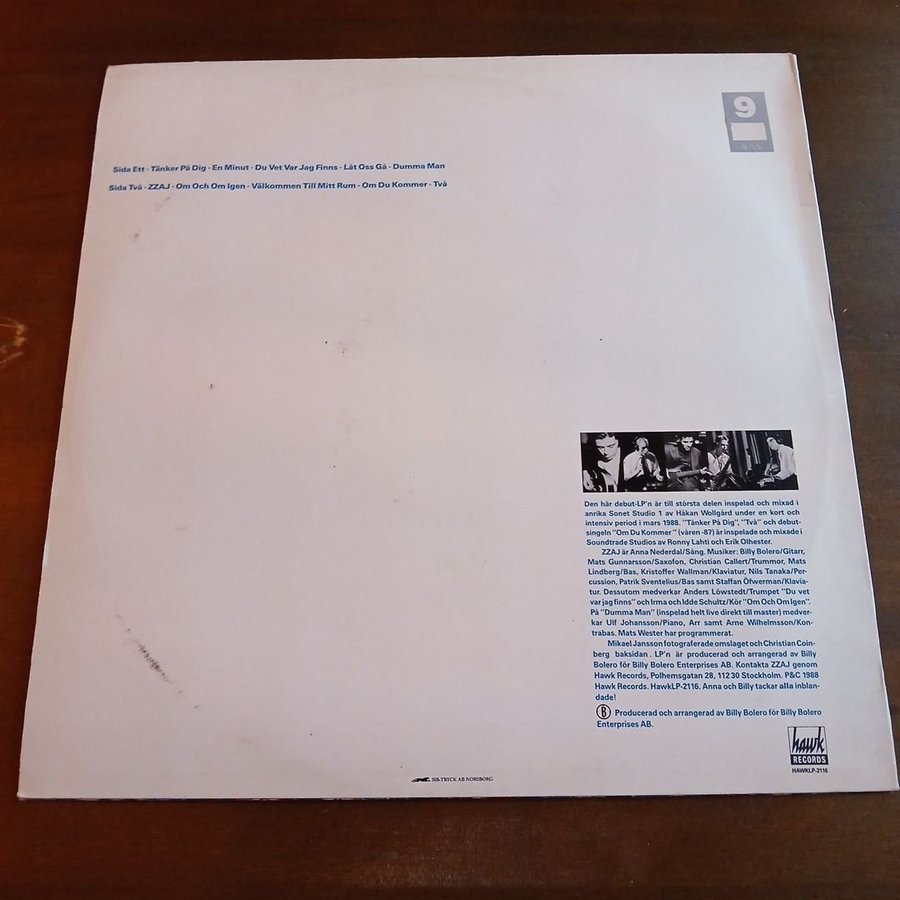 9
Sida Ett · Tänker På Dig · En Minut · Du Vet Var Jag Finns · Låt Oss Gå · Dumma Man
Sida Två · ZZAJ · Om Och Om Igen · Välkommen Till Mitt Rum · Om Du Kommer · Två
Den här debut-LP'n är till största delen inspelad och mixad i
anrika Sonet Studio 1 av Håkan Wollgård under en kort och
intensiv period i mars 1988. "Tänker På Dig", "Två" och debut-
singeln "Om Du Kommer" (våren -87) är inspelade och mixade i
Soundtrade Studios av Ronny Lahti och Erik Olhester.
ZZAJ är Anna Nederdal/Sång. Musiker: Billy Bolero/Gitarr,
Mats Gunnarsson/Saxofon, Christian Callert/Trummor, Mats
Lindberg/Bas, Kristoffer Wallman/Klaviatur, Nils Tanaka/Per-
cussion, Patrik Sventelius/Bas samt Staffan Öfwerman/Klavia-
tur. Dessutom medverkar Anders Löwstedt/Trumpet "Du vet
var jag finns" och Irma och Idde Schultz/Kör "Om Och Om Igen".
På "Dumma Man" (inspelad helt live direkt till master) medver-
kar Ulf Johansson/Piano, Arr samt Arne Wilhelmsson/Kon-
trabas. Mats Wester har programmerat.
Mikael Jansson fotograferade omslaget och Christian Coin-
berg baksidan. LP'n är producerad och arrangerad av Billy
Bolero för Billy Bolero Enterprises AB. Kontakta ZZAJ genom
Hawk Records, Polhemsgatan 28, 112 30 Stockholm. P&C 1988
Hawk Records. HawkLP-2116. Anna och Billy tackar alla inblan-
dade!
B Producerad och arrangerad av Billy Bolero för Billy Bolero
Enterprises AB.
hawk
RECORDS
HAWKLP-2116
SIB-TRYCK AB NORSBORG